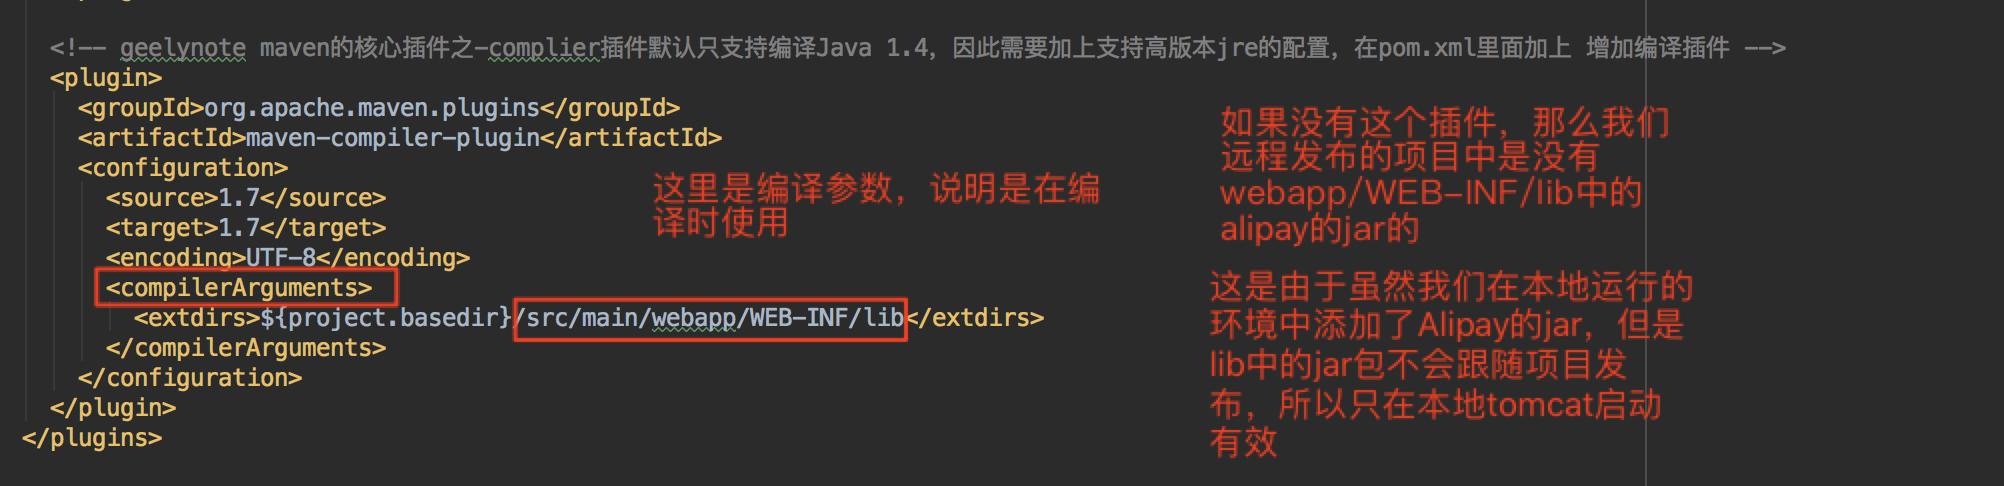 <!-- geelynote maven的核心插件之-complier插件默认只支持编译Java 1.4，因此需要加上支持高版本jre的配置，在pom.xml里面加上 增加编译插件 -->
<plugin>
<groupId>org.apache.maven.plugins</groupId>
<artifactId>maven-compiler-plugin</artifactId>
<configuration>
<source>1.7</source>
<target>1.7</target>
<encoding>UTF-8</encoding>
<compilerArguments>
<extdirs>${project.basedir}/src/main/webapp/WEB-INF/lib</extdirs>
</compilerArguments>
</configuration>
</plugin>
</plugins>
这里是编译参数，说明是在编
译时使用
如果没有这个插件，那么我们
远程发布的项目中是没有
webapp/WEB-INF/lib中的
alipay的jar的
这是由于虽然我们在本地运行的
环境中添加了Alipay的jar，但是
lib中的jar包不会跟随项目发
布，所以只在本地tomcat启动
有效